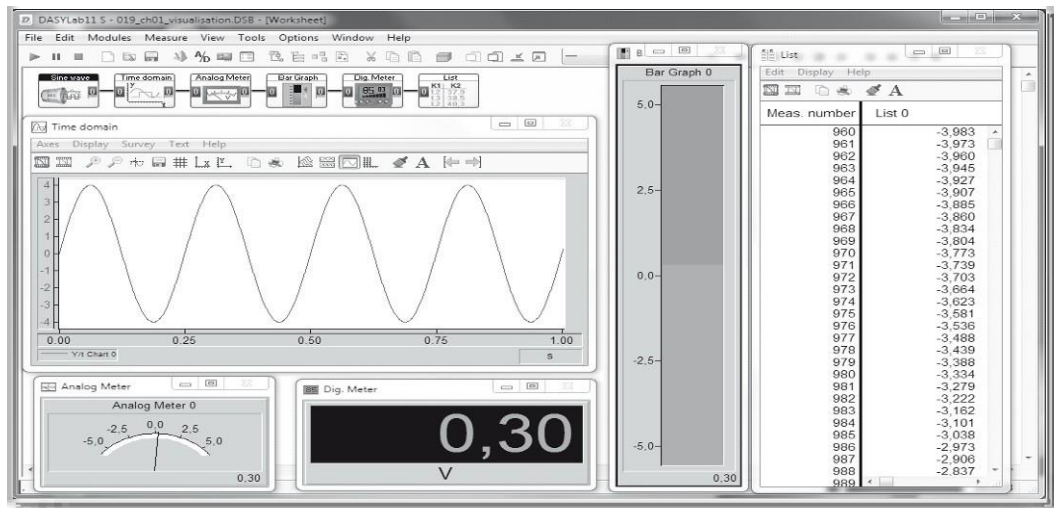 DASYLab11 S - 019_ch01_visualisation.DSB - [Worksheet]
File Edit Modules Measure View Tools Options Window Help
Sine wave Time domain Analog Meter Bar Graph Dig. Meter List
Time domain
Axes Display Survey Text Help
4
3
2
1
0
-1
-2
-3
-4
0.00 0.25 0.50 0.75 1.00
Y/t Chart 0 s
Analog Meter
Analog Meter 0
-5,0 -2,5 0,0 2,5 5,0
0,30
Dig. Meter
0,30
V
B
Bar Graph 0
5,0
2,5
0,0
-2,5
-5,0
0,30
List
Edit Display Help
Meas. number List 0
960 -3,983
961 -3,973
962 -3,960
963 -3,945
964 -3,927
965 -3,907
966 -3,885
967 -3,860
968 -3,834
969 -3,804
970 -3,773
971 -3,739
972 -3,703
973 -3,664
974 -3,623
975 -3,581
976 -3,536
977 -3,488
978 -3,439
979 -3,388
980 -3,334
981 -3,279
982 -3,222
983 -3,162
984 -3,101
985 -3,038
986 -2,973
987 -2,906
988 -2,837
989